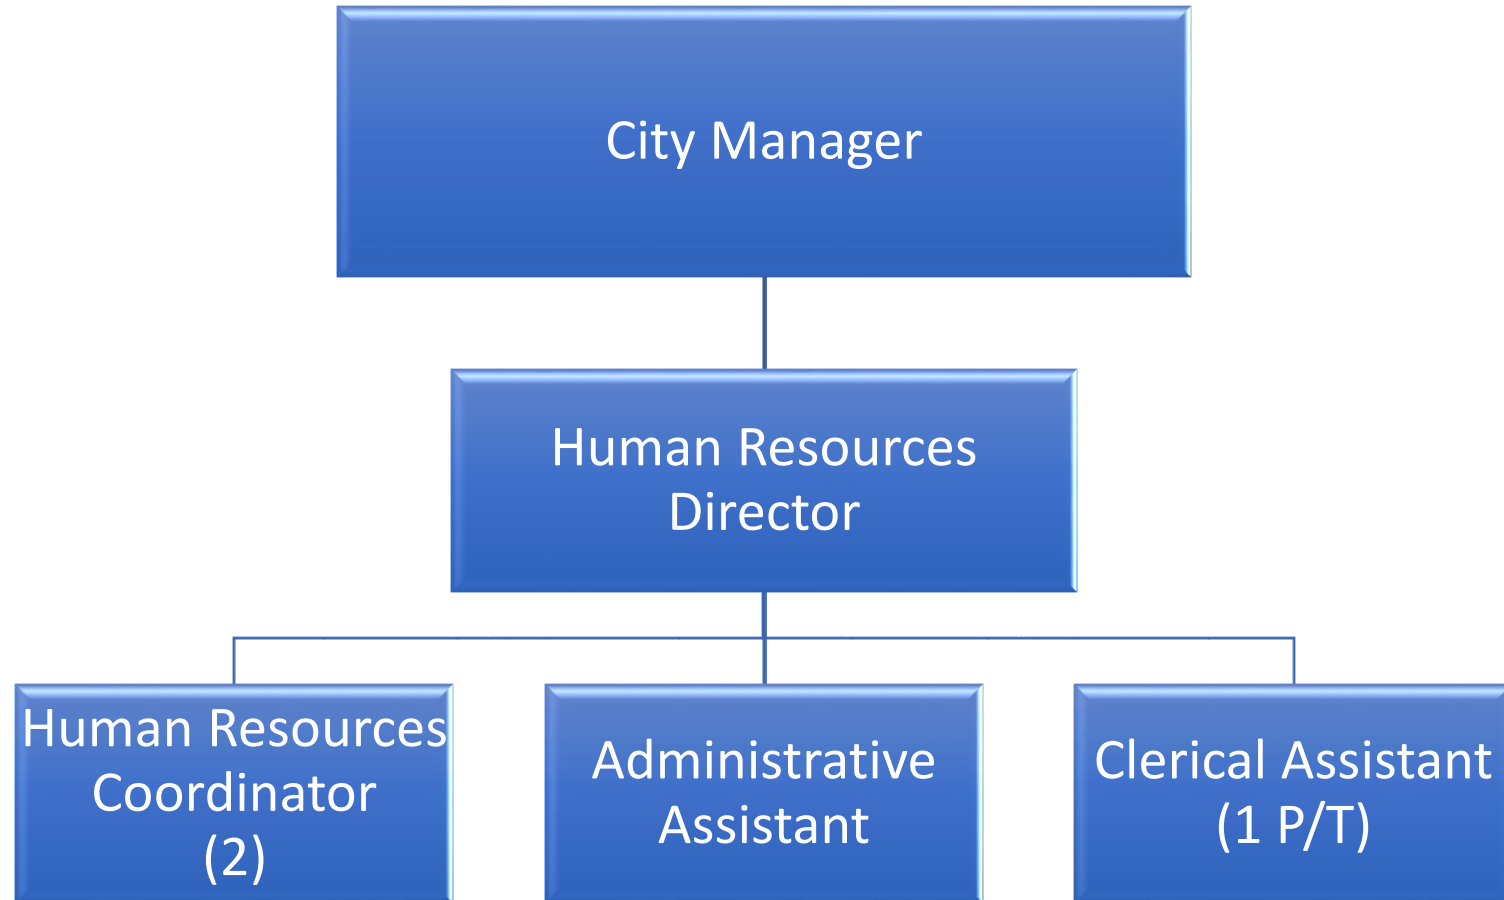 City Manager
Human Resources
Director
Human Resources
Coordinator
(2)
Administrative
Assistant
Clerical Assistant
(1 P/T)